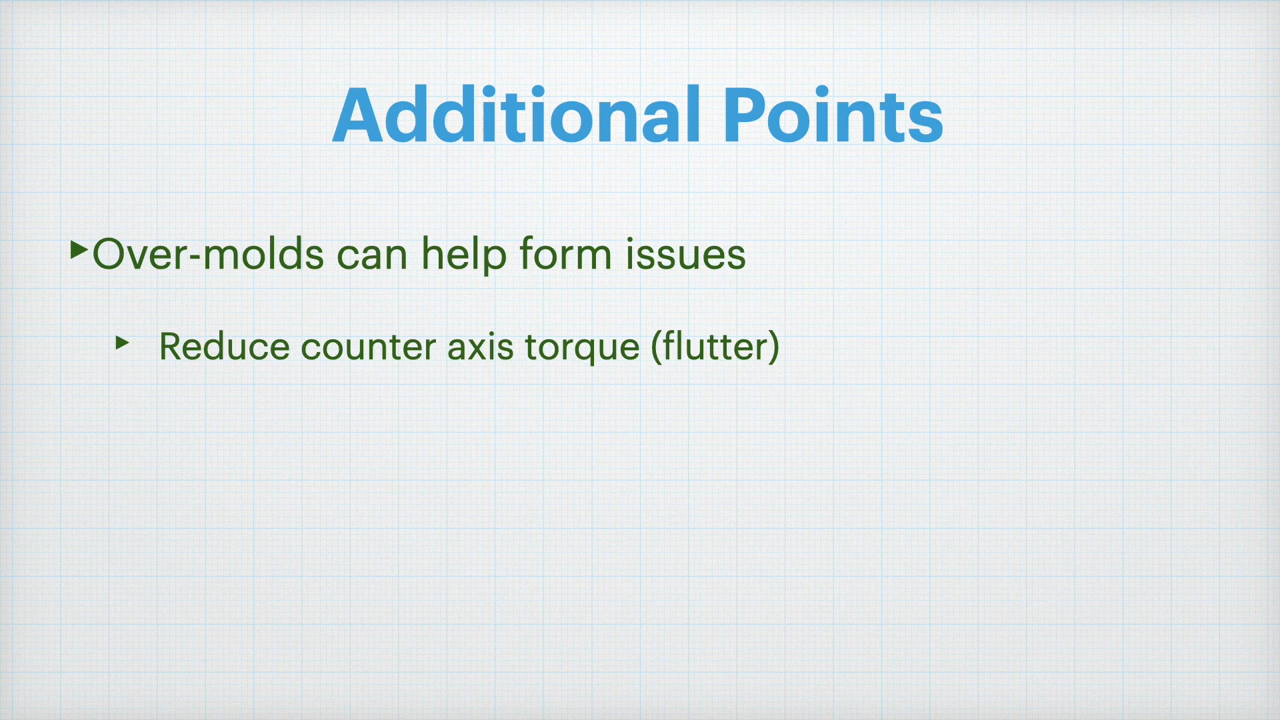 Additional Points
▸Over-molds can help form issues
▸ Reduce counter axis torque (flutter)